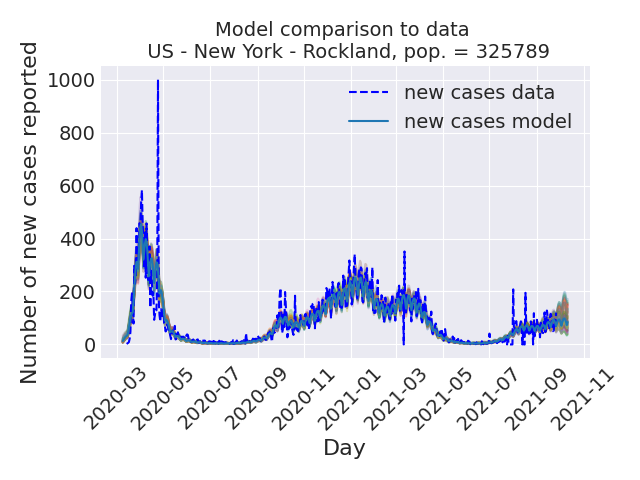 Model comparison to data
US - New York - Rockland, pop. = 325789
Number of new cases reported
1000
800
600
400
200
0
new cases data
new cases model
2020-03
2020-05
2020-07
2020-09
2020-11
2021-01
2021-03
2021-05
2021-07
2021-09
2021-11
Day